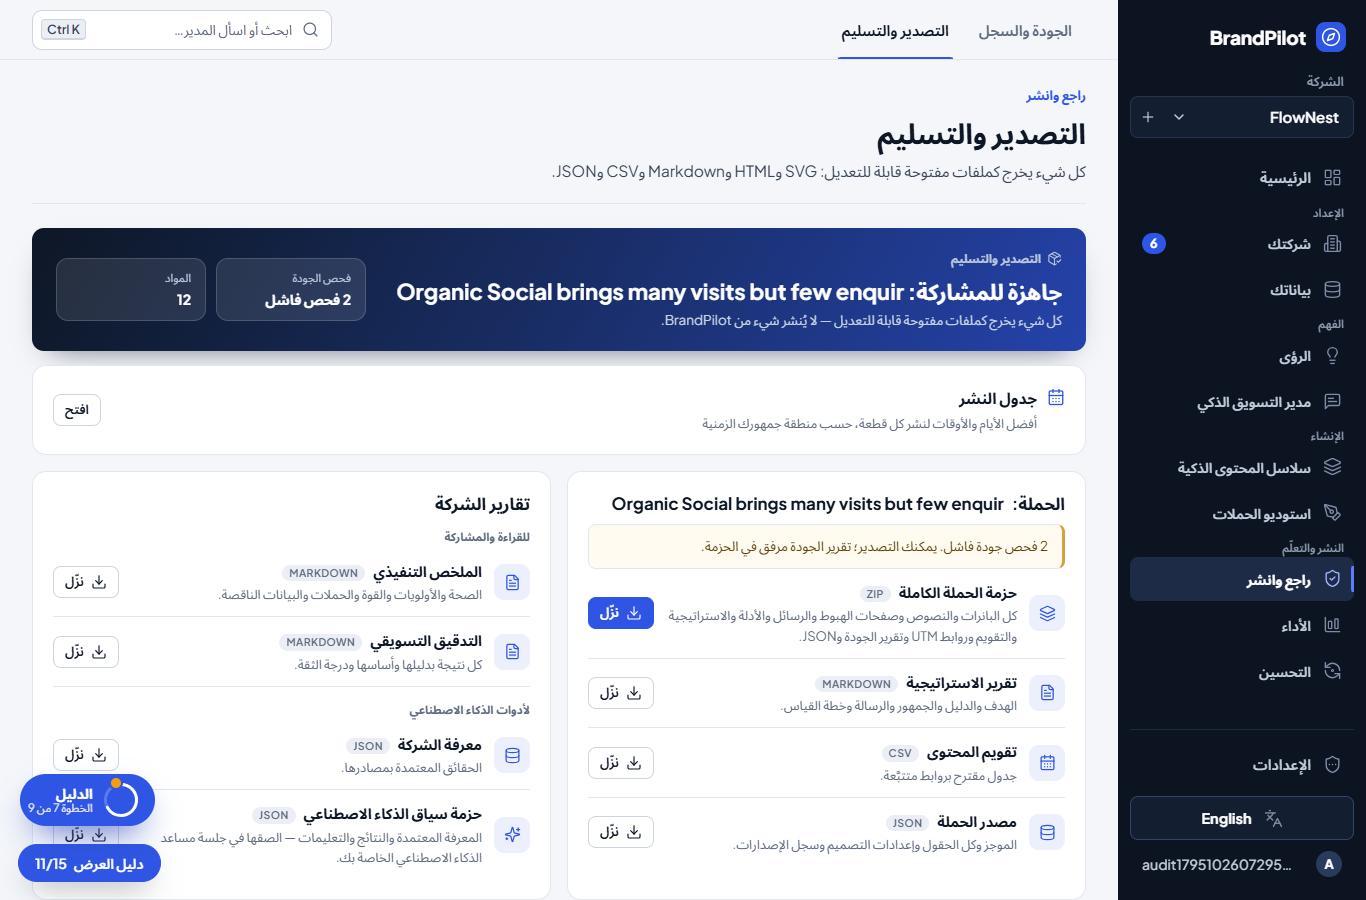 BrandPilot
الشركة
FlowNest
الرئيسية
الإعداد
شركتك
6
بياناتك
الفهم
الرؤى
مدير التسويق الذكي
الإنشاء
سلاسل المحتوى الذكية
استوديو الحملات
النشر والتعلّم
راجع وانشر
الأداء
التحسين
الإعدادات
English
A
audit1795102607295...
الجودة والسجل
التصدير والتسليم
ابحث أو اسأل المدير...
Ctrl K
راجع وانشر
التصدير والتسليم
كل شيء يخرج كملفات مفتوحة قابلة للتعديل: SVG وHTML وMarkdown وCSV وJSON.
التصدير والتسليم
جاهزة للمشاركة: Organic Social brings many visits but few enquir
كل شيء يخرج كملفات مفتوحة قابلة للتعديل — لا يُنشر شيء من BrandPilot.
فحص الجودة
2 فحص فاشل
المواد
12
جدول النشر
أفضل الأيام والأوقات لنشر كل قطعة، حسب منطقة جمهورك الزمنية
افتح
الحملة: Organic Social brings many visits but few enquir
2 فحص جودة فاشل. يمكنك التصدير؛ تقرير الجودة مرفق في الحزمة.
حزمة الحملة الكاملة ZIP
كل البانرات والنصوص وصفحات الهبوط والرسائل والأدلة والاستراتيجية
والتقويم وروابط UTM وتقرير الجودة وJSON.
نزّل
تقرير الاستراتيجية MARKDOWN
الهدف والدليل والجمهور والرسالة وخطة القياس.
نزّل
تقويم المحتوى CSV
جدول مقترح بروابط متتبَّعة.
نزّل
مصدر الحملة JSON
الموجز وكل الحقول وإعدادات التصميم وسجل الإصدارات.
نزّل
تقارير الشركة
للقراءة والمشاركة
الملخص التنفيذي MARKDOWN
الصحة والأولويات والقوة والحملات والبيانات الناقصة.
نزّل
التدقيق التسويقي MARKDOWN
كل نتيجة بدليلها وأساسها ودرجة الثقة.
نزّل
لأدوات الذكاء الاصطناعي
معرفة الشركة JSON
الحقائق المعتمدة بمصادرها.
نزّل
حزمة سياق الذكاء الاصطناعي JSON
المعرفة المعتمدة والنتائج والتعليمات — الصقها في جلسة مساعد
الذكاء الاصطناعي الخاصة بك.
نزّل
الدليل
الخطوة 7 من 9
دليل العرض 11/15